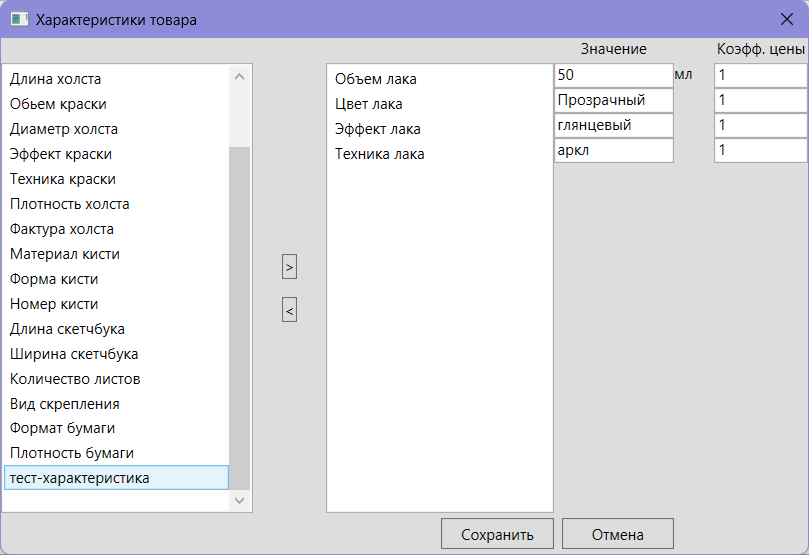 Характеристики товара
Значение
Коэфф. цены
Длина холста
Обьем краски
Диаметр холста
Эффект краски
Техника краски
Плотность холста
Фактура холста
Материал кисти
Форма кисти
Номер кисти
Длина скетчбука
Ширина скетчбука
Количество листов
Вид скрепления
Формат бумаги
Плотность бумаги
тест-характеристика
>
<
Объем лака 50 мл 1
Цвет лака Прозрачный 1
Эффект лака глянцевый 1
Техника лака аркл 1
Сохранить
Отмена